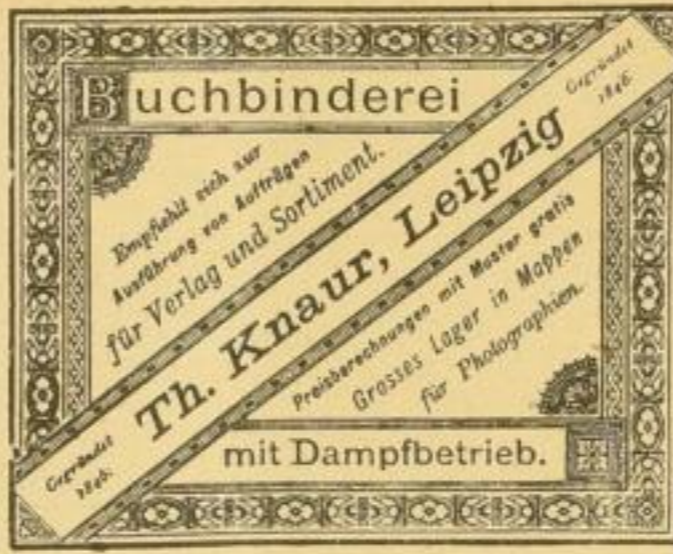 Buchbinderei
Gegründet
1846.
Empfiehlt sich zur
Ausführung von Aufträgen
für Verlag und Sortiment.
Th. Knaur, Leipzig
Preisberechnungen mit Muster gratis
Grosses Lager in Mappen
für Photographien.
Gegründet
1846.
mit Dampfbetrieb.